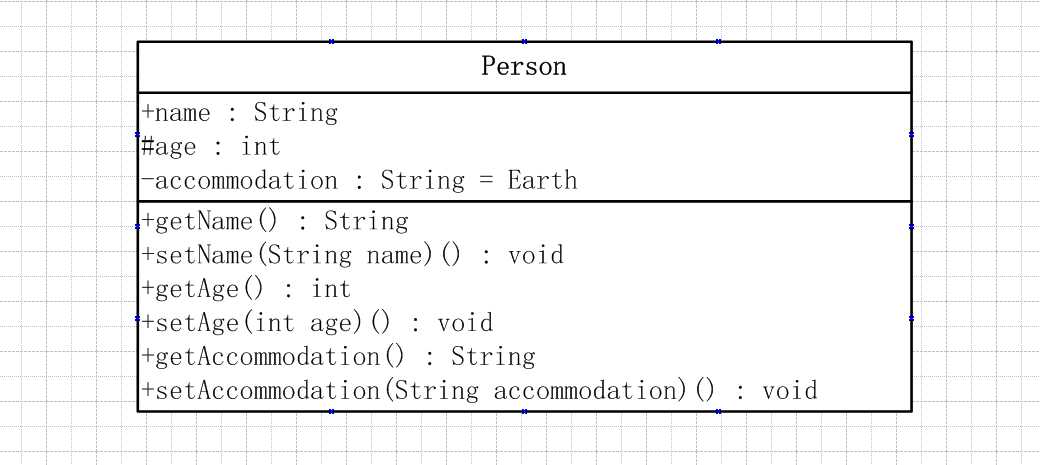 Person
+name : String
#age : int
-accommodation : String = Earth
+getName() : String
+setName(String name)() : void
+getAge() : int
+setAge(int age)() : void
+getAccommodation() : String
+setAccommodation(String accommodation)() : void